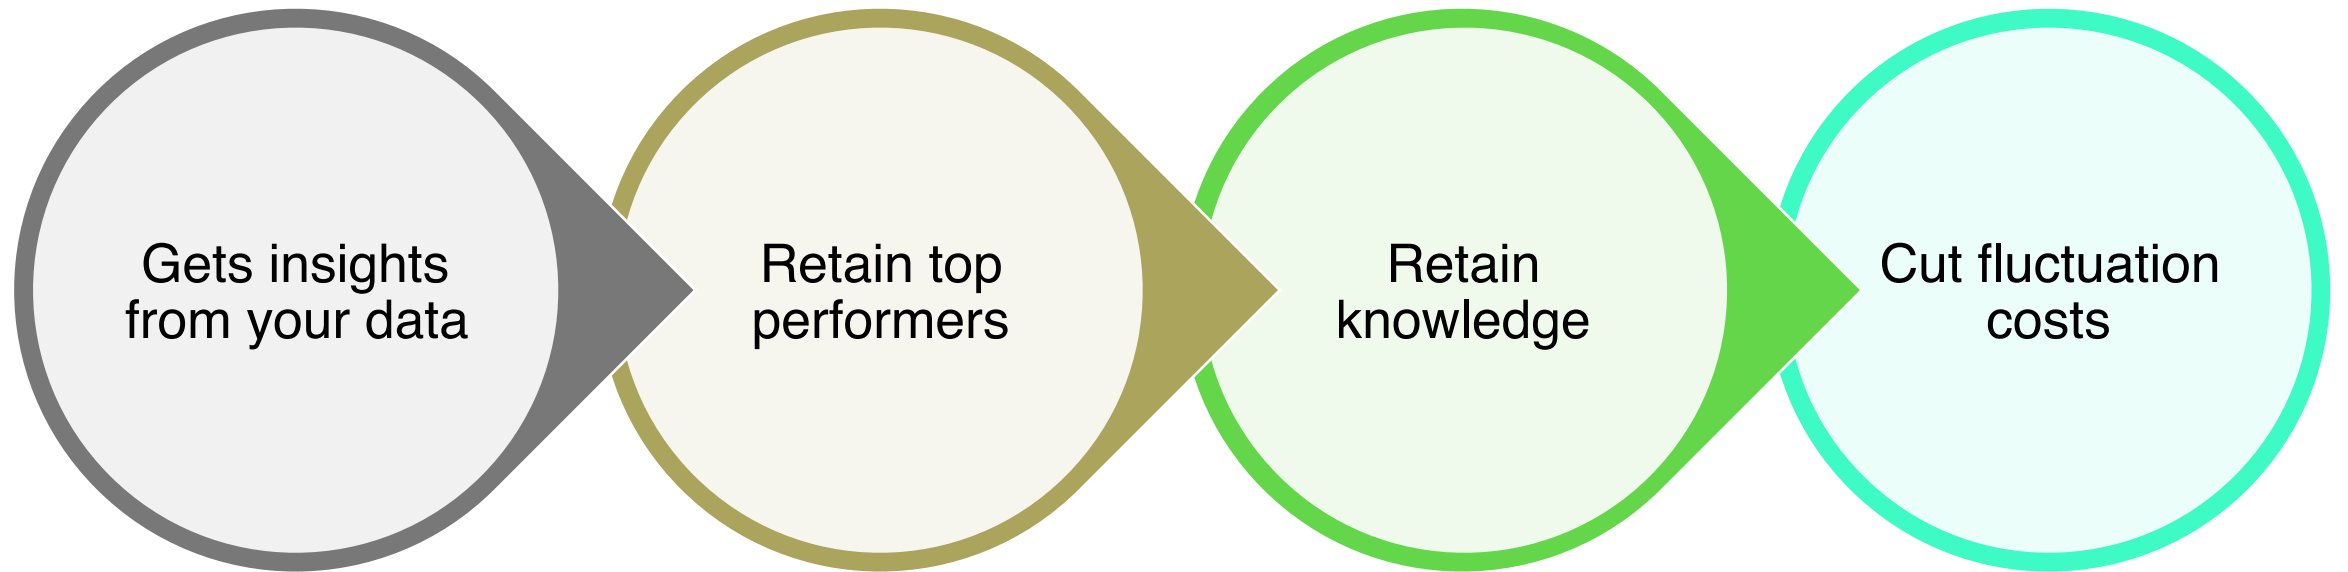 Gets insights
from your data
Retain top
performers
Retain
knowledge
Cut fluctuation
costs